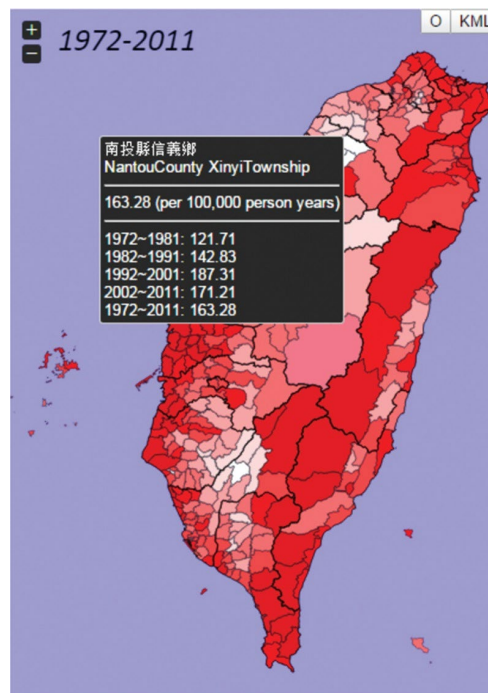 +
−
1972-2011
O
KML
南投縣信義鄉
NantouCounty XinyiTownship
163.28 (per 100,000 person years)
1972~1981: 121.71
1982~1991: 142.83
1992~2001: 187.31
2002~2011: 171.21
1972~2011: 163.28